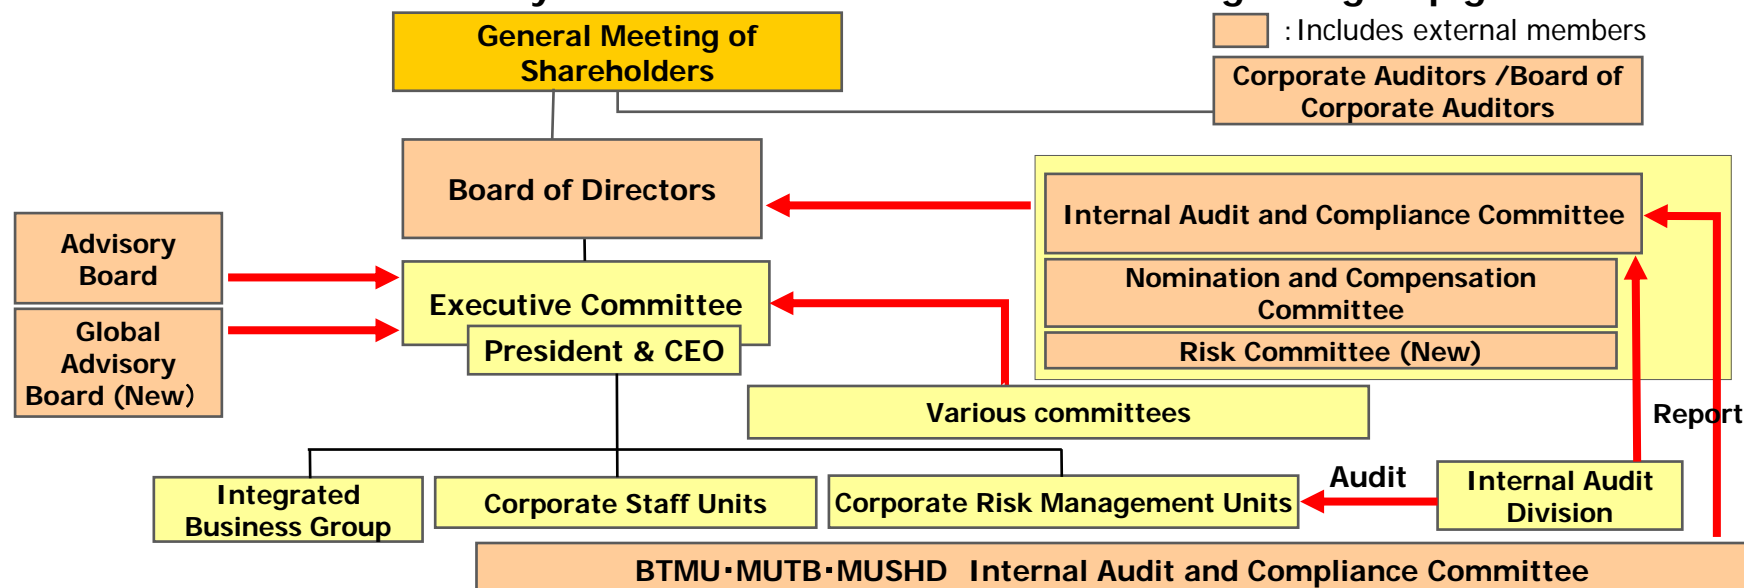 General Meeting of
Shareholders
: Includes external members
Corporate Auditors /Board of
Corporate Auditors
Board of Directors
Internal Audit and Compliance Committee
Advisory
Board
Nomination and Compensation
Committee
Executive Committee
Global
Advisory
Board (New)
President & CEO
Risk Committee (New)
Various committees
Report
Integrated
Business Group
Corporate Staff Units
Corporate Risk Management Units
Audit
Internal Audit
Division
BTMU･MUTB･MUSHD Internal Audit and Compliance Committee